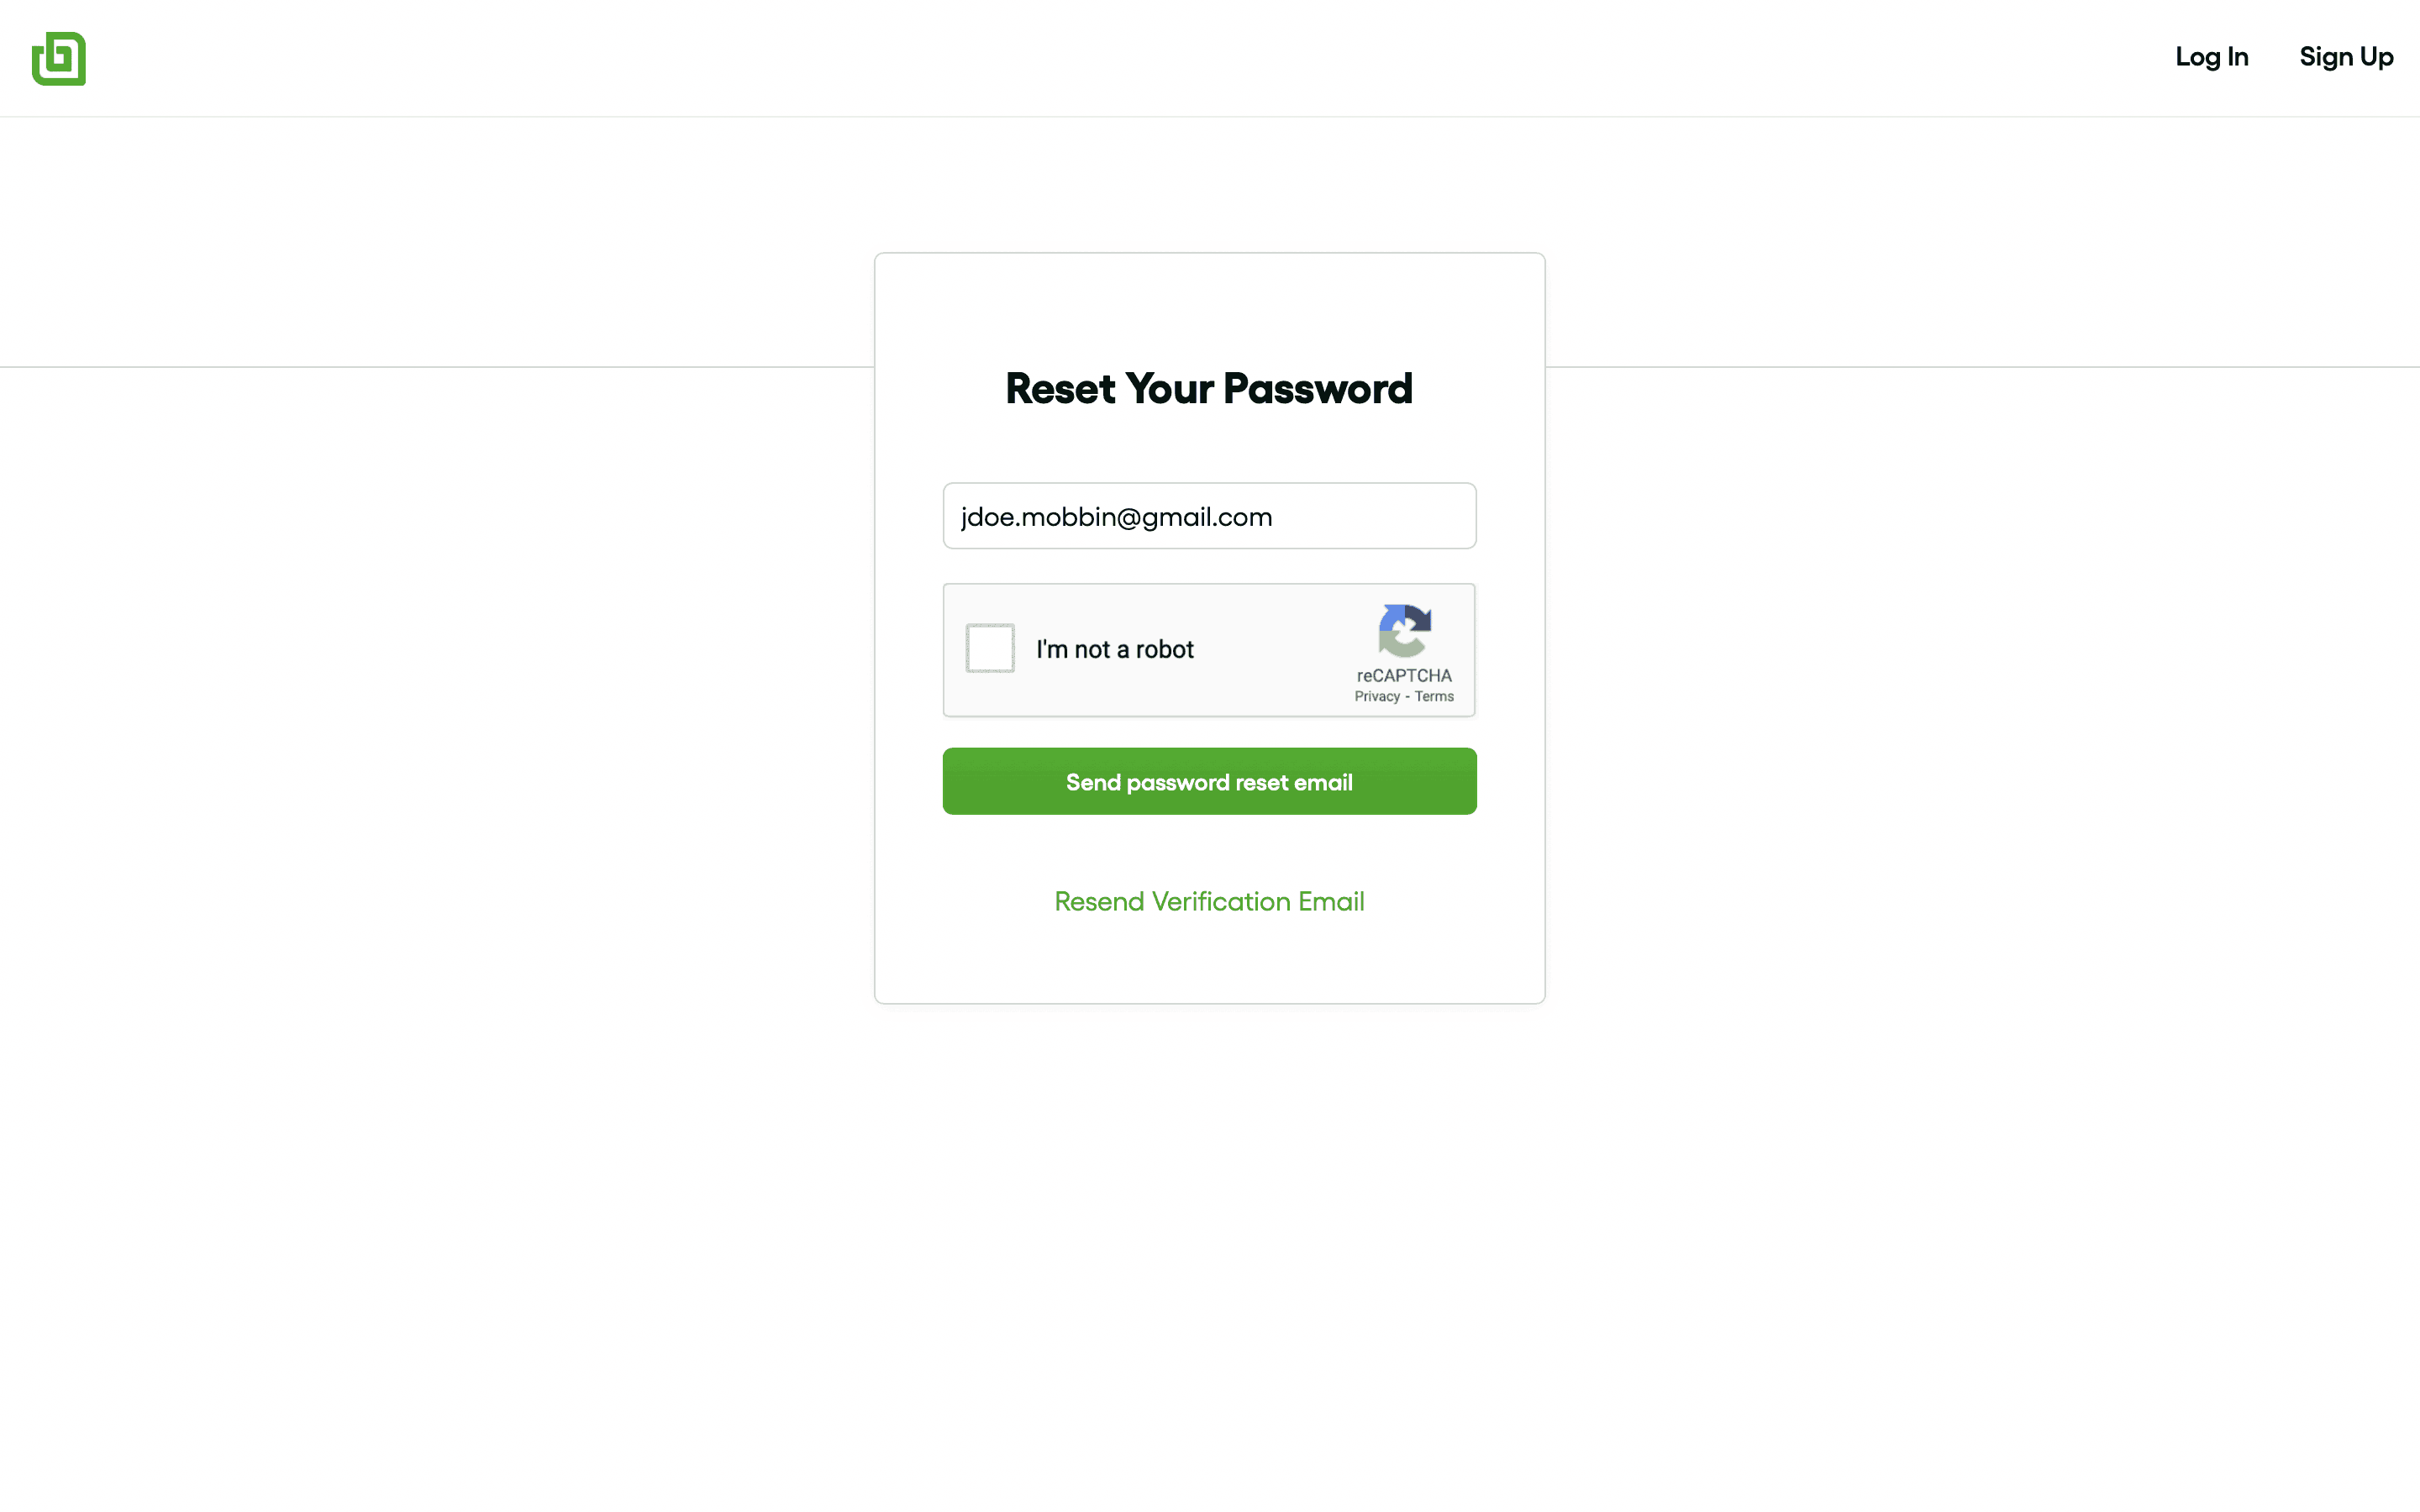 Log In Sign Up
Reset Your Password
jdoe.mobbin@gmail.com
I'm not a robot
reCAPTCHA
Privacy - Terms
Send password reset email
Resend Verification Email